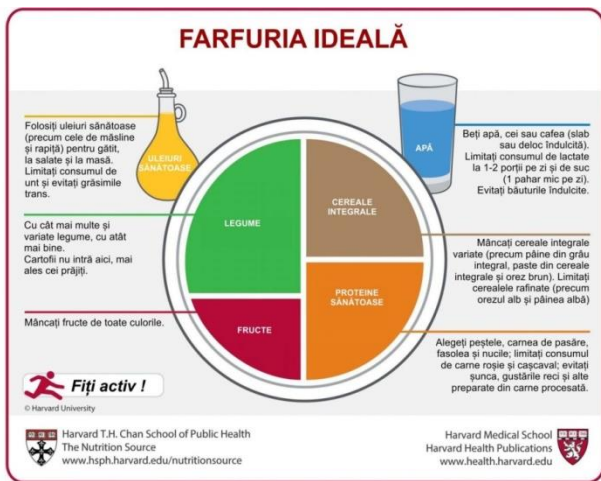 FARFURIA IDEALĂ
Folosiți uleiuri sănătoase
(precum cele de măsline
și rapiță) pentru gătit,
la salate și la masă.
Limitați consumul de
unt și evitați grăsimile
trans.
ULEIURI
SĂNĂTOASE
APĂ
Beți apă, cei sau cafea (slab
sau deloc îndulcită).
Limitați consumul de lactate
la 1-2 porții pe zi și de suc
(1 pahar mic pe zi).
Evitați băuturile îndulcite.
Cu cât mai multe și
variate legume, cu atât
mai bine.
Cartofii nu intră aici, mai
ales cei prăjiți.
LEGUME
CEREALE
INTEGRALE
Mâncați cereale integrale
variate (precum pâine din grâu
integral, paste din cereale
integrale și orez brun). Limitați
cerealele rafinate (precum
orezul alb și pâinea albă)
Mâncați fructe de toate culorile.
FRUCTE
PROTEINE
SĂNĂTOASE
Alegeți peștele, carnea de pasăre,
fasolea și nucile; limitați consumul
de carne roșie și cașcaval; evitați
șunca, gustările reci și alte
preparate din carne procesată.
Fiți activ !
© Harvard University
Harvard T.H. Chan School of Public Health
The Nutrition Source
www.hsph.harvard.edu/nutritionsource
Harvard Medical School
Harvard Health Publications
www.health.harvard.edu